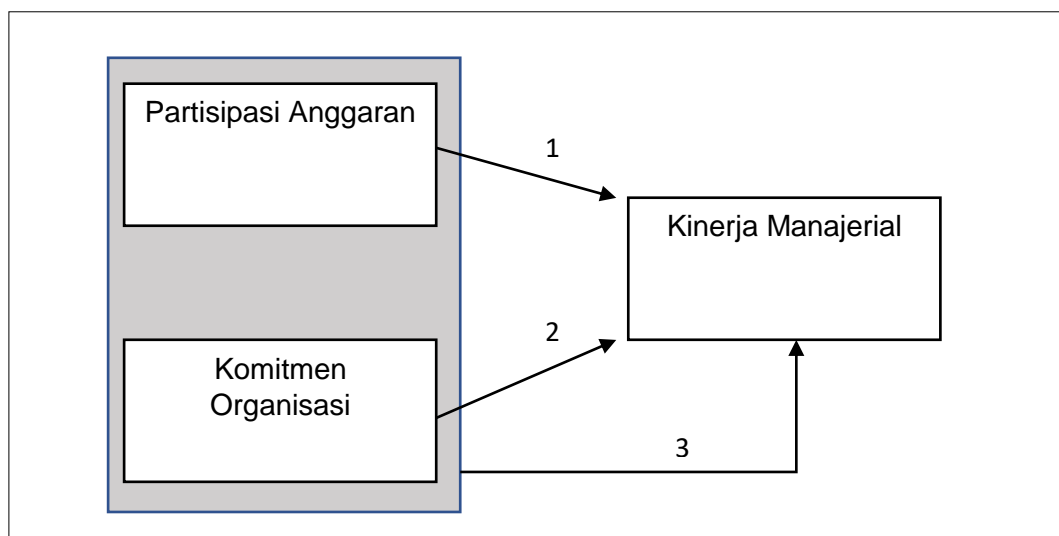 Partisipasi Anggaran
1
Kinerja Manajerial
2
Komitmen
Organisasi
3